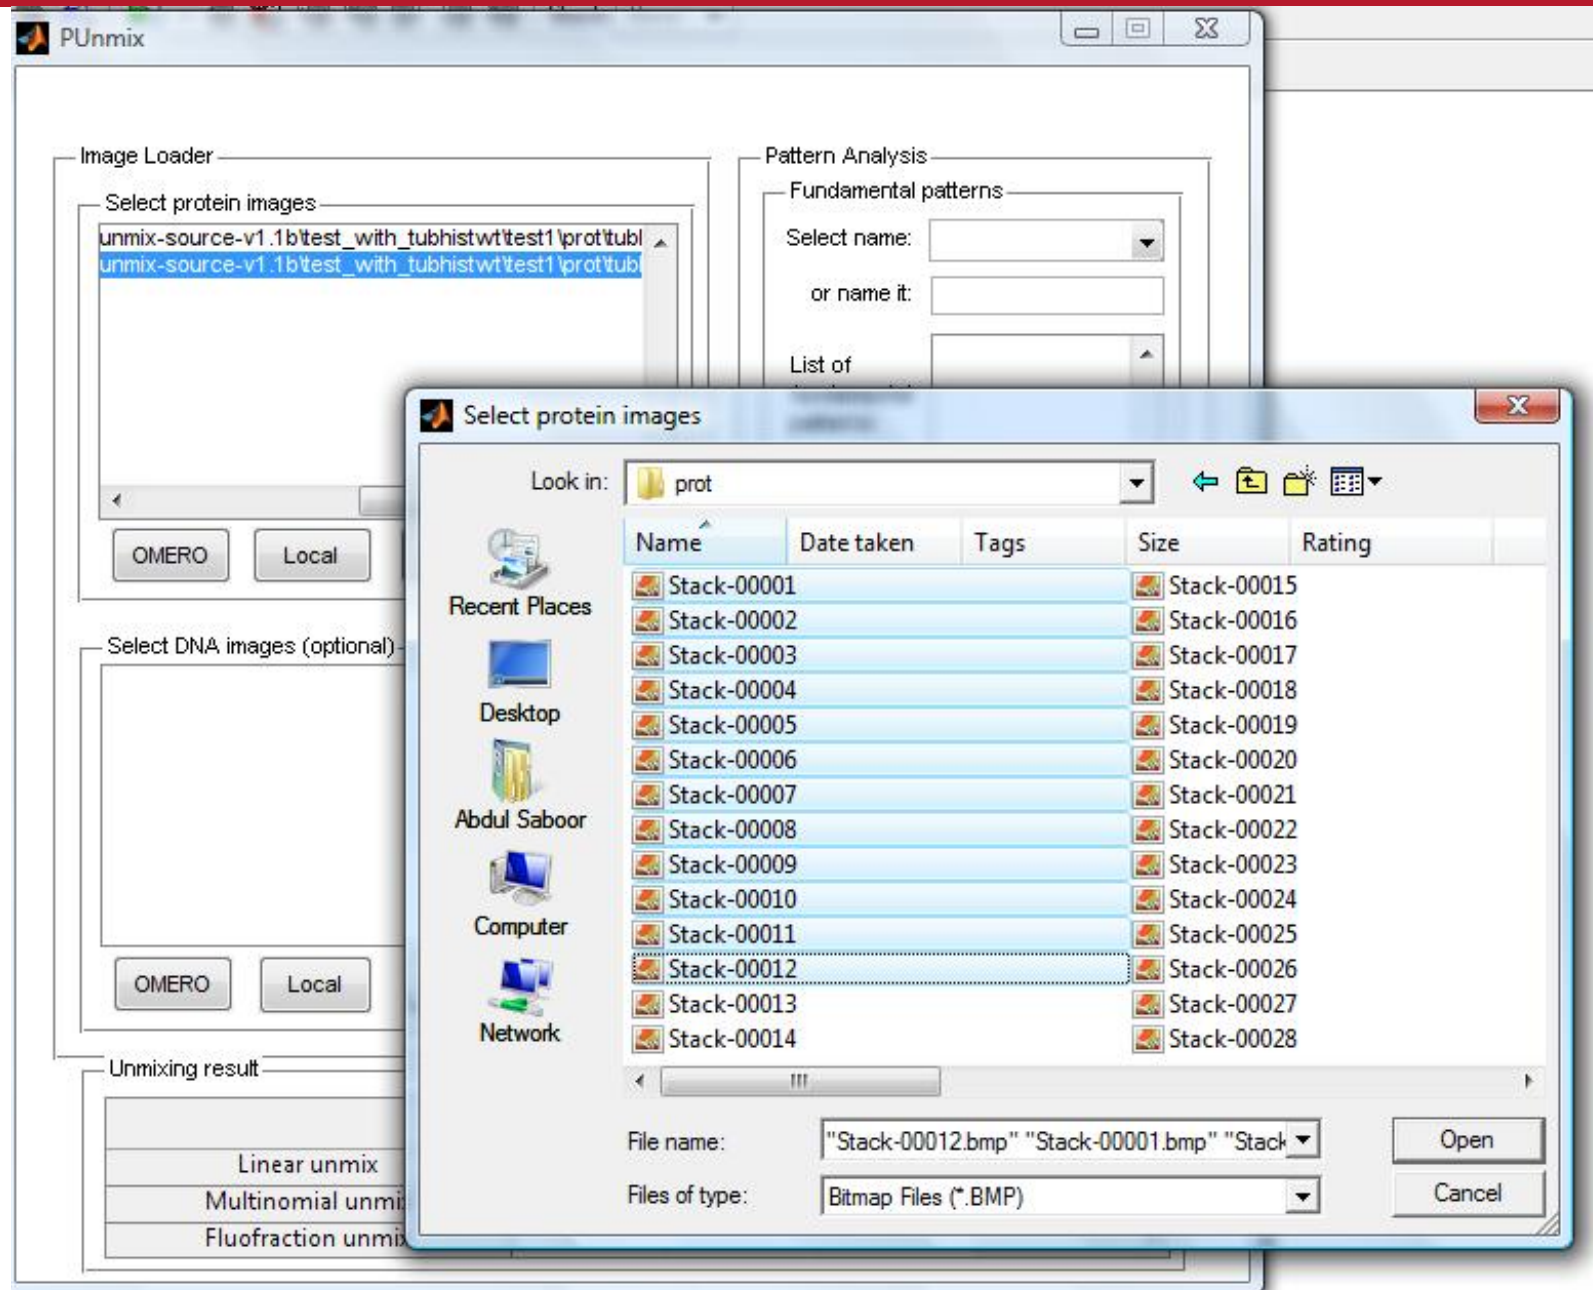 PUnmix
Image Loader
Select protein images
unmix-source-v1.1b\test_with_tubhistwt\test1\prot\tubl
unmix-source-v1.1b\test_with_tubhistwt\test1\prot\tubl
OMERO
Local
Select DNA images (optional)
OMERO
Local
Unmixing result
Linear unmix
Multinomial unmi
Fluofraction unmix
Pattern Analysis
Fundamental patterns
Select name:
or name it:
List of
Select protein images
Look in:
prot
Recent Places
Desktop
Abdul Saboor
Computer
Network
Name Date taken Tags Size Rating
Stack-00001 Stack-00015
Stack-00002 Stack-00016
Stack-00003 Stack-00017
Stack-00004 Stack-00018
Stack-00005 Stack-00019
Stack-00006 Stack-00020
Stack-00007 Stack-00021
Stack-00008 Stack-00022
Stack-00009 Stack-00023
Stack-00010 Stack-00024
Stack-00011 Stack-00025
Stack-00012 Stack-00026
Stack-00013 Stack-00027
Stack-00014 Stack-00028
File name: "Stack-00012.bmp" "Stack-00001.bmp" "Stack
Open
Files of type: Bitmap Files (*.BMP)
Cancel